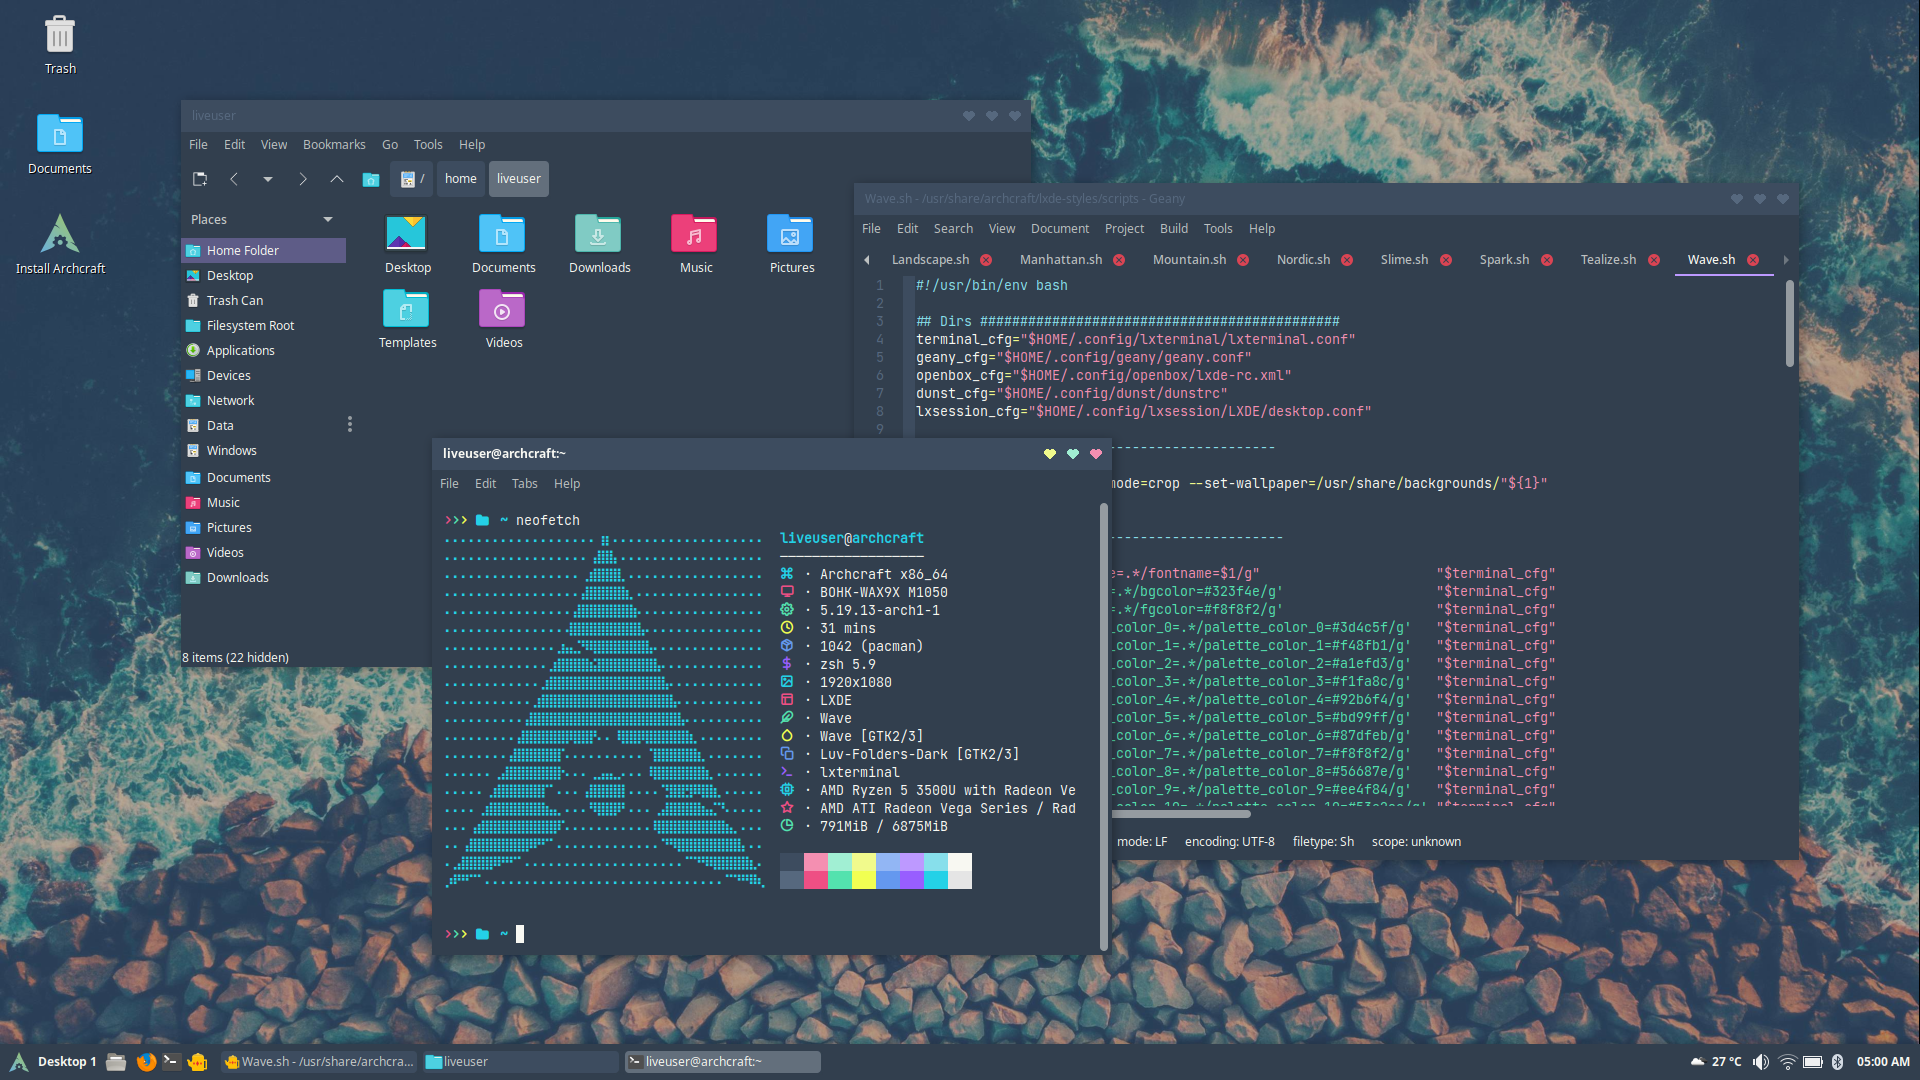 Trash
Documents
Install Archcraft
liveuser
File Edit View Bookmarks Go Tools Help
/ home liveuser
Places
Home Folder
Desktop
Trash Can
Filesystem Root
Applications
Devices
Network
Data
Windows
Documents
Music
Pictures
Videos
Downloads
Desktop Documents Downloads Music Pictures
Templates Videos
8 items (22 hidden)
Wave.sh - /usr/share/archcraft/lxde-styles/scripts - Geany
File Edit Search View Document Project Build Tools Help
Landscape.sh Manhattan.sh Mountain.sh Nordic.sh Slime.sh Spark.sh Tealize.sh Wave.sh
1 #!/usr/bin/env bash
2
3 ## Dirs #############################################
4 terminal_cfg="$HOME/.config/lxterminal/lxterminal.conf"
5 geany_cfg="$HOME/.config/geany/geany.conf"
6 openbox_cfg="$HOME/.config/openbox/lxde-rc.xml"
7 dunst_cfg="$HOME/.config/dunst/dunstrc"
8 lxsession_cfg="$HOME/.config/lxsession/LXDE/desktop.conf"
9
mode=crop --set-wallpaper=/usr/share/backgrounds/"${1}"
e=.*/fontname=$1/g" "$terminal_cfg"
=.*/bgcolor=#323f4e/g' "$terminal_cfg"
=.*/fgcolor=#f8f8f2/g' "$terminal_cfg"
_color_0=.*/palette_color_0=#3d4c5f/g' "$terminal_cfg"
_color_1=.*/palette_color_1=#f48fb1/g' "$terminal_cfg"
_color_2=.*/palette_color_2=#a1efd3/g' "$terminal_cfg"
_color_3=.*/palette_color_3=#f1fa8c/g' "$terminal_cfg"
_color_4=.*/palette_color_4=#92b6f4/g' "$terminal_cfg"
_color_5=.*/palette_color_5=#bd99ff/g' "$terminal_cfg"
_color_6=.*/palette_color_6=#87dfeb/g' "$terminal_cfg"
_color_7=.*/palette_color_7=#f8f8f2/g' "$terminal_cfg"
_color_8=.*/palette_color_8=#56687e/g' "$terminal_cfg"
_color_9=.*/palette_color_9=#ee4f84/g' "$terminal_cfg"
mode: LF encoding: UTF-8 filetype: Sh scope: unknown
liveuser@archcraft:~
File Edit Tabs Help
>>> ~ neofetch
liveuser@archcraft
· Archcraft x86_64
· BOHK-WAX9X M1050
· 5.19.13-arch1-1
· 31 mins
· 1042 (pacman)
· zsh 5.9
· 1920x1080
· LXDE
· Wave
· Wave [GTK2/3]
· Luv-Folders-Dark [GTK2/3]
· lxterminal
· AMD Ryzen 5 3500U with Radeon Ve
· AMD ATI Radeon Vega Series / Rad
· 791MiB / 6875MiB
>>> ~
Desktop 1 Wave.sh - /usr/share/archcra... liveuser liveuser@archcraft:~ 27 °C 05:00 AM